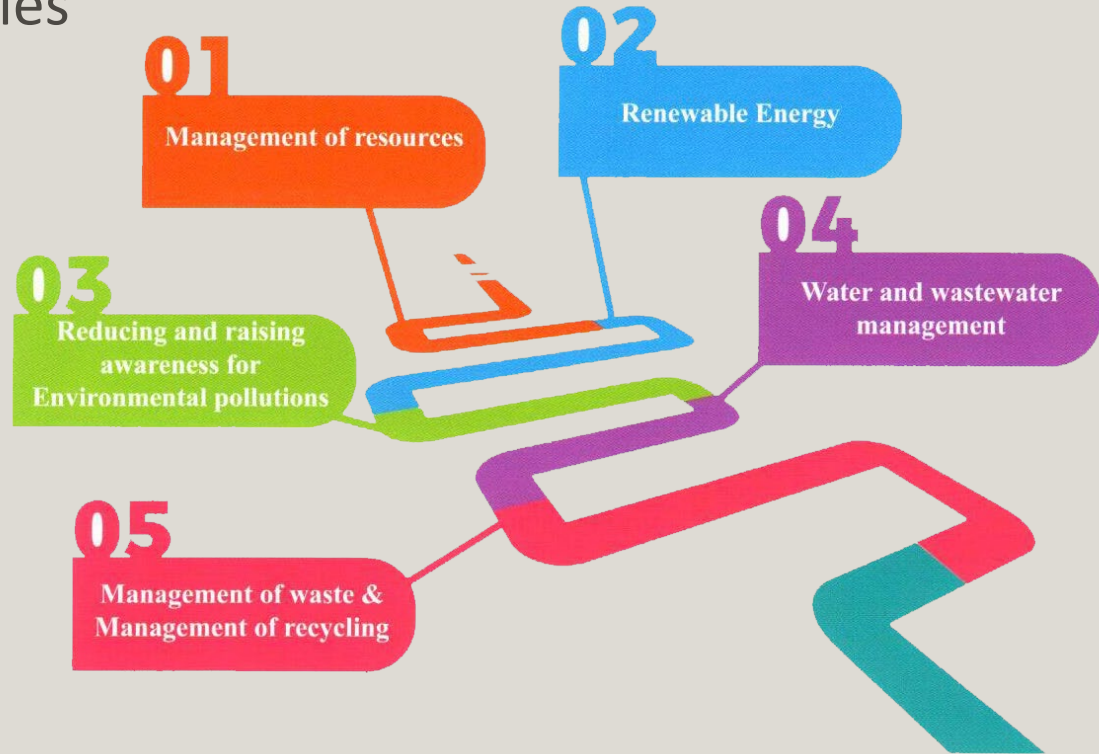 01
Management of resources
02
Renewable Energy
03
Reducing and raising
awareness for
Environmental pollutions
04
Water and wastewater
management
05
Management of waste &
Management of recycling